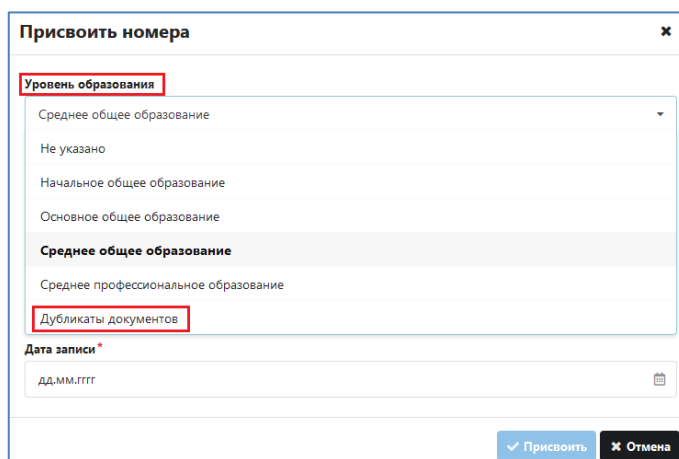 Присвоить номера
Уровень образования
Среднее общее образование
Не указано
Начальное общее образование
Основное общее образование
Среднее общее образование
Среднее профессиональное образование
Дубликаты документов
Дата записи*
дд.мм.гггг
Присвоить Отмена